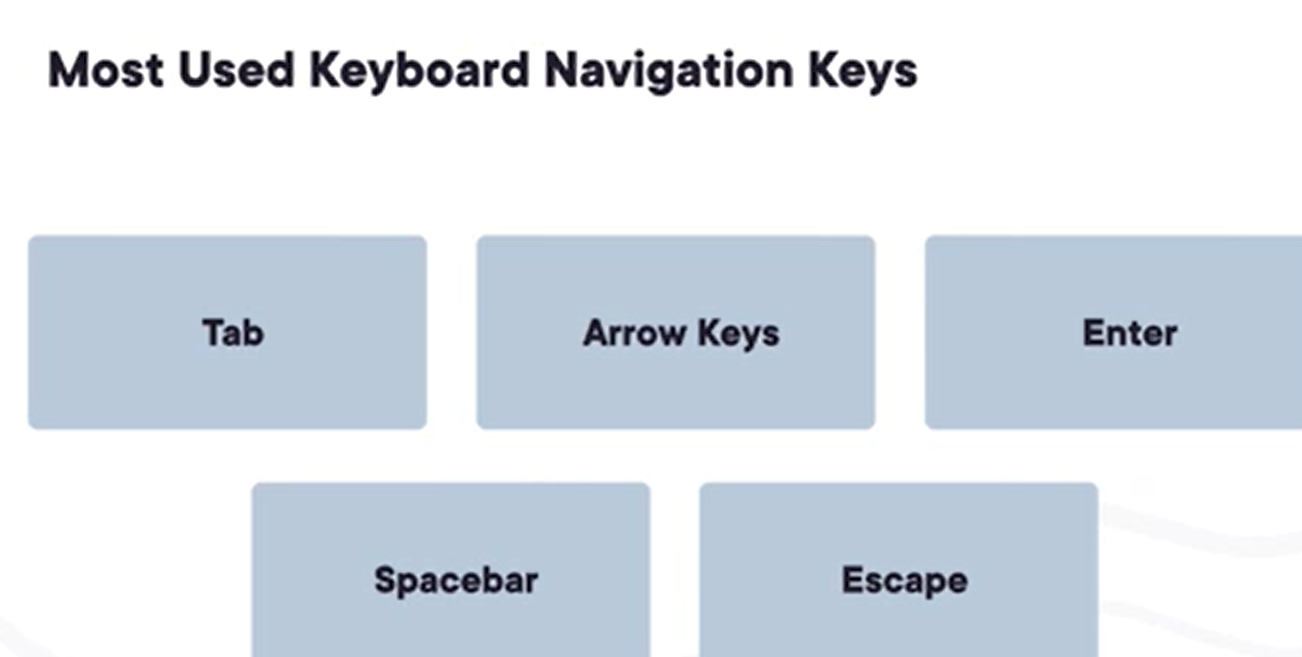 Most Used Keyboard Navigation Keys
Tab
Arrow Keys
Enter
Spacebar
Escape